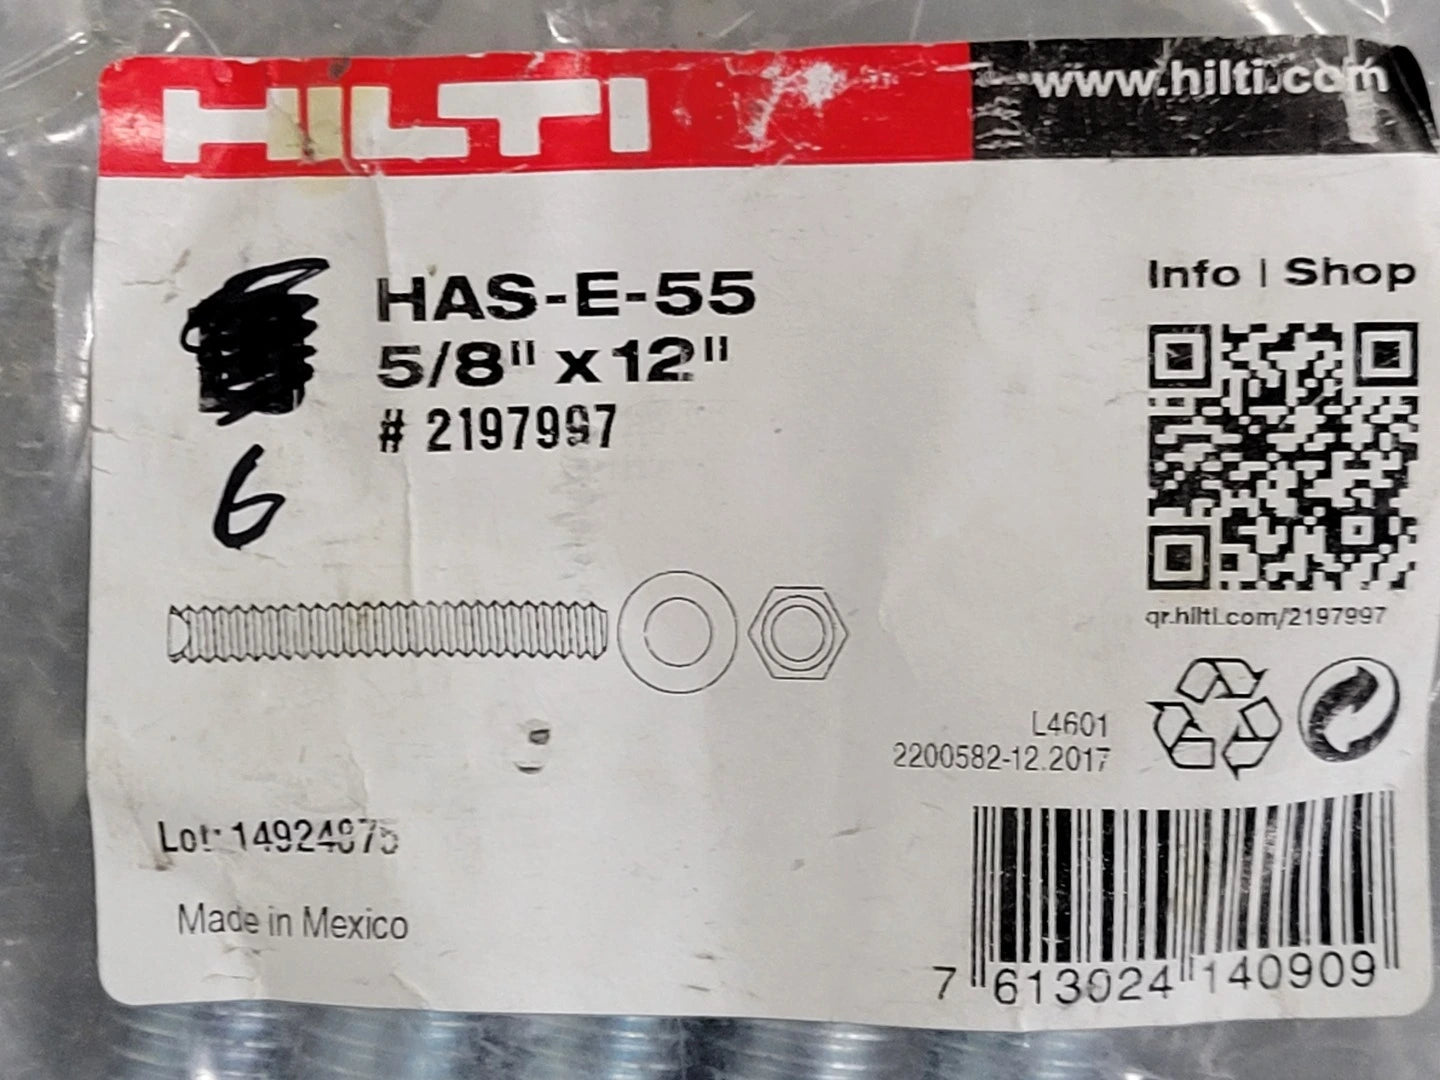 HILTI
www.hilti.com
HAS-E-55
5/8" x 12"
# 2197997
6
Info | Shop
qr.hilti.com/2197997
L4601
2200582-12.2017
Lot:
Made in Mexico
7 613024 140909